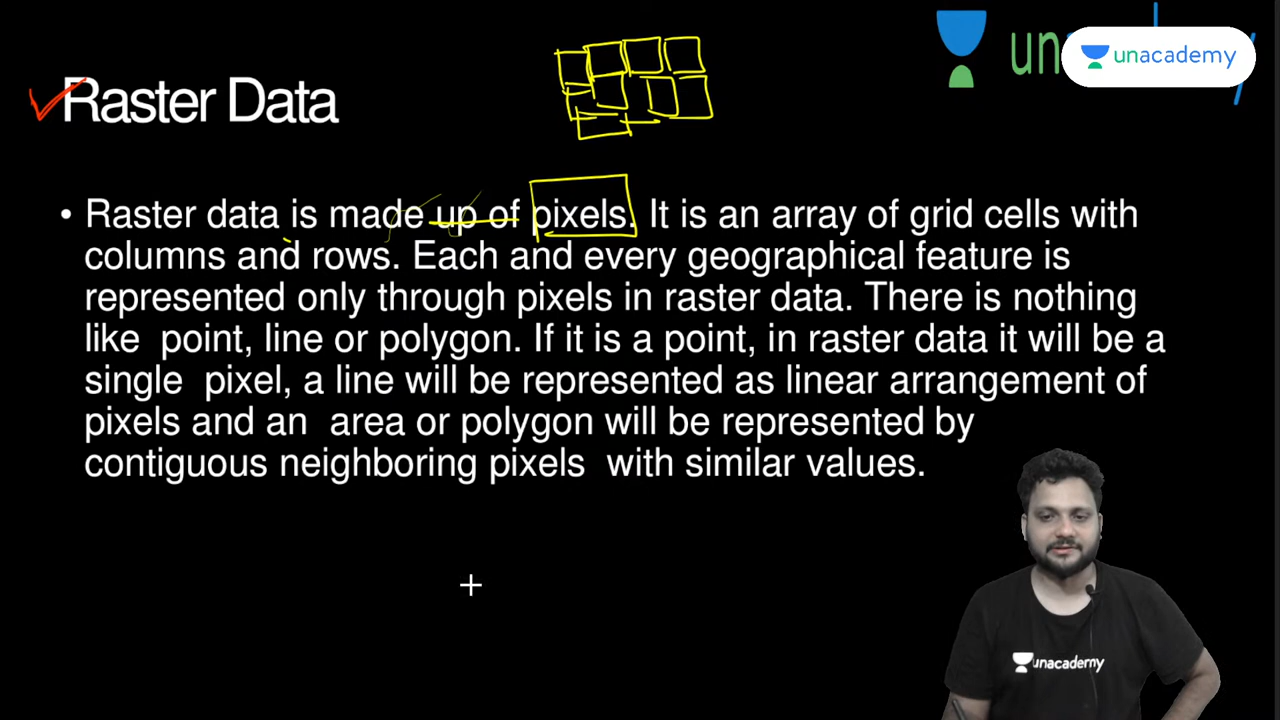 unacademy
Raster Data
• Raster data is made up of pixels. It is an array of grid cells with
columns and rows. Each and every geographical feature is
represented only through pixels in raster data. There is nothing
like point, line or polygon. If it is a point, in raster data it will be a
single pixel, a line will be represented as linear arrangement of
pixels and an area or polygon will be represented by
contiguous neighboring pixels with similar values.
unacademy